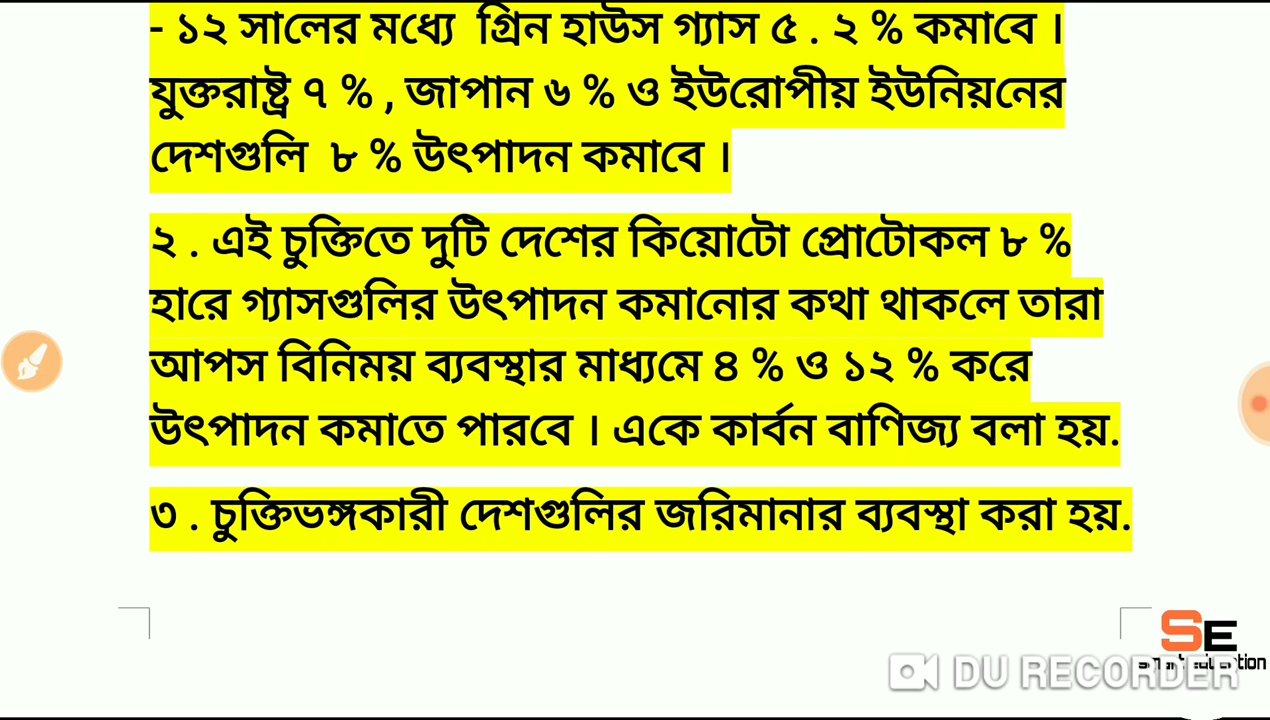 - ১২ সালের মধ্যে গ্রিন হাউস গ্যাস ৫ . ২ % কমাবে ।
যুক্তরাষ্ট্র ৭ % , জাপান ৬ % ও ইউরোপীয় ইউনিয়নের
দেশগুলি ৮ % উৎপাদন কমাবে ।
২ . এই চুক্তিতে দুটি দেশের কিয়োটো প্রোটোকল ৮ %
হারে গ্যাসগুলির উৎপাদন কমানোর কথা থাকলে তারা
আপস বিনিময় ব্যবস্থার মাধ্যমে ৪ % ও ১২ % করে
উৎপাদন কমাতে পারবে । একে কার্বন বাণিজ্য বলা হয়.
৩ . চুক্তিভঙ্গকারী দেশগুলির জরিমানার ব্যবস্থা করা হয়.
SE
smart education
DU RECORDER